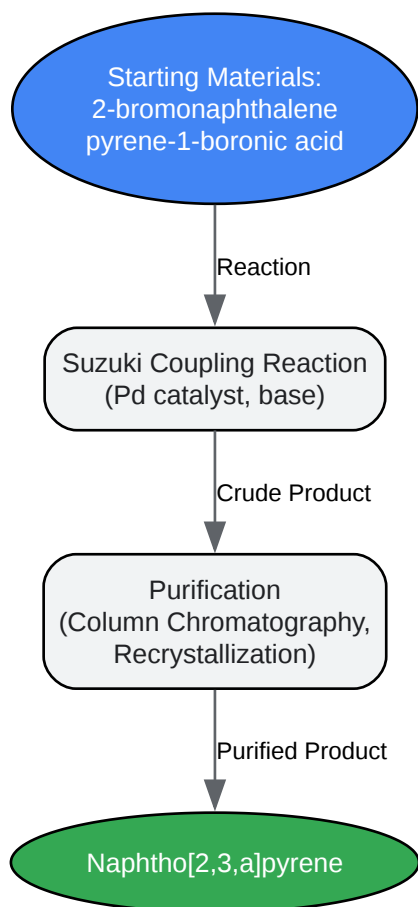 Starting Materials:
2-bromonaphthalene
pyrene-1-boronic acid
Reaction
Suzuki Coupling Reaction
(Pd catalyst, base)
Crude Product
Purification
(Column Chromatography,
Recrystallization)
Purified Product
Naphtho[2,3,a]pyrene